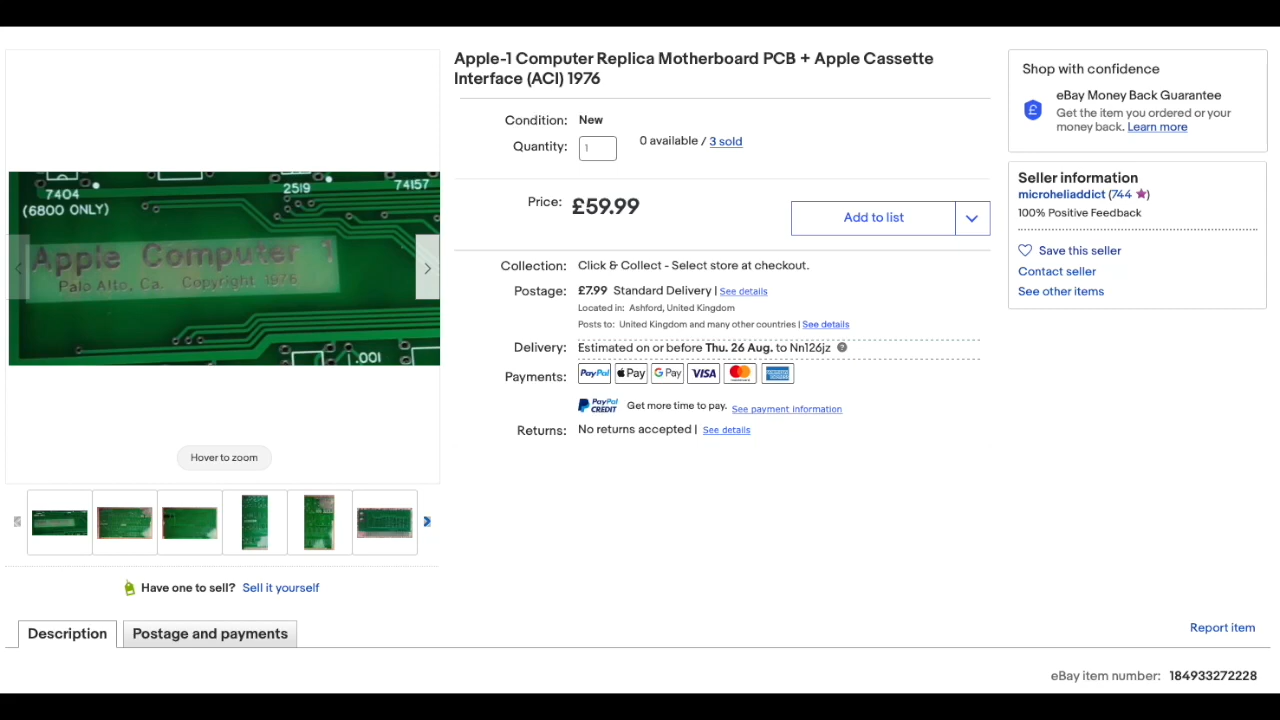 Apple-1 Computer Replica Motherboard PCB + Apple Cassette
Interface (ACI) 1976
Condition: New
Quantity: 1 0 available / 3 sold
Price: £59.99
Add to list
Collection: Click & Collect - Select store at checkout.
Postage: £7.99 Standard Delivery | See details
Located in: Ashford, United Kingdom
Posts to: United Kingdom and many other countries | See details
Delivery: Estimated on or before Thu. 26 Aug. to Nn126jz
Payments: PayPal Apple Pay G Pay VISA
PayPal CREDIT Get more time to pay. See payment information
Returns: No returns accepted | See details
Shop with confidence
eBay Money Back Guarantee
Get the item you ordered or your
money back. Learn more
Seller information
microheliaddict (744)
100% Positive Feedback
Save this seller
Contact seller
See other items
7404
(6800 ONLY)
2519
74157
Apple Computer 1
Palo Alto, Ca. Copyright 1976
.001
Hover to zoom
Have one to sell? Sell it yourself
Description
Postage and payments
Report item
eBay item number: 184933272228